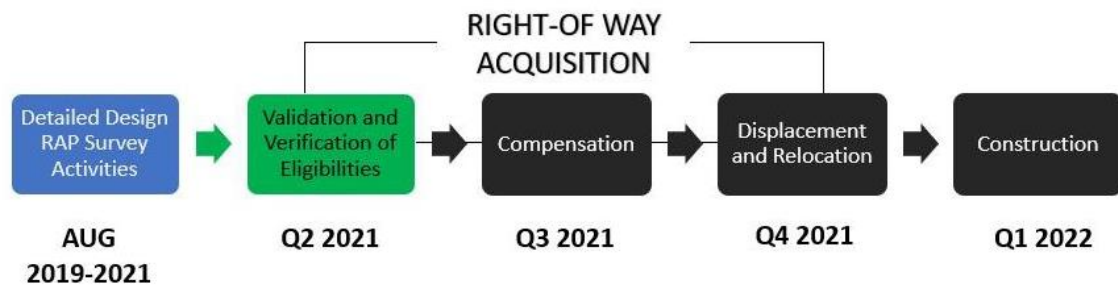 RIGHT-OF WAY
ACQUISITION
Detailed Design
RAP Survey
Activities
Validation and
Verification of
Eligibilities
Compensation
Displacement
and Relocation
Construction
AUG
2019-2021
Q2 2021
Q3 2021
Q4 2021
Q1 2022